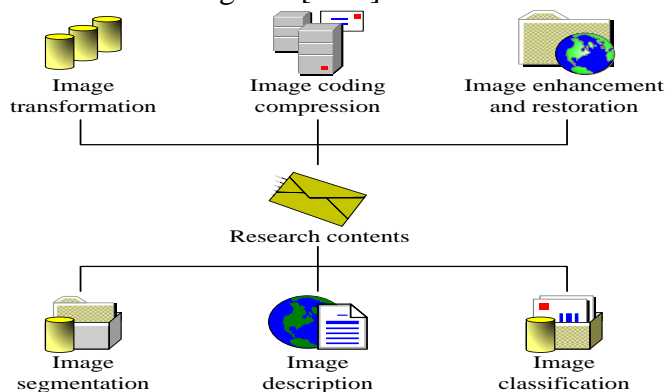 Image
transformation
Image coding
compression
Image enhancement
and restoration
Research contents
Image
segmentation
Image
description
Image
classification